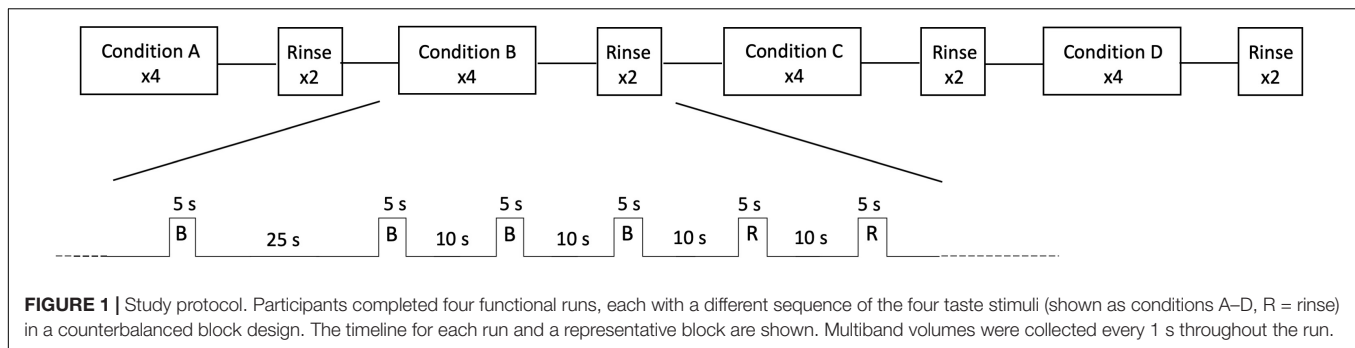 Condition A Rinse Condition B Rinse Condition C Rinse Condition D Rinse
x4 x2 x4 x2 x4 x2 x4 x2
5 s 5 s 5 s 5 s 5 s 5 s
B 25 s B 10 s B 10 s B 10 s R 10 s R
FIGURE 1 | Study protocol. Participants completed four functional runs, each with a different sequence of the four taste stimuli (shown as conditions A–D, R = rinse)
in a counterbalanced block design. The timeline for each run and a representative block are shown. Multiband volumes were collected every 1 s throughout the run.